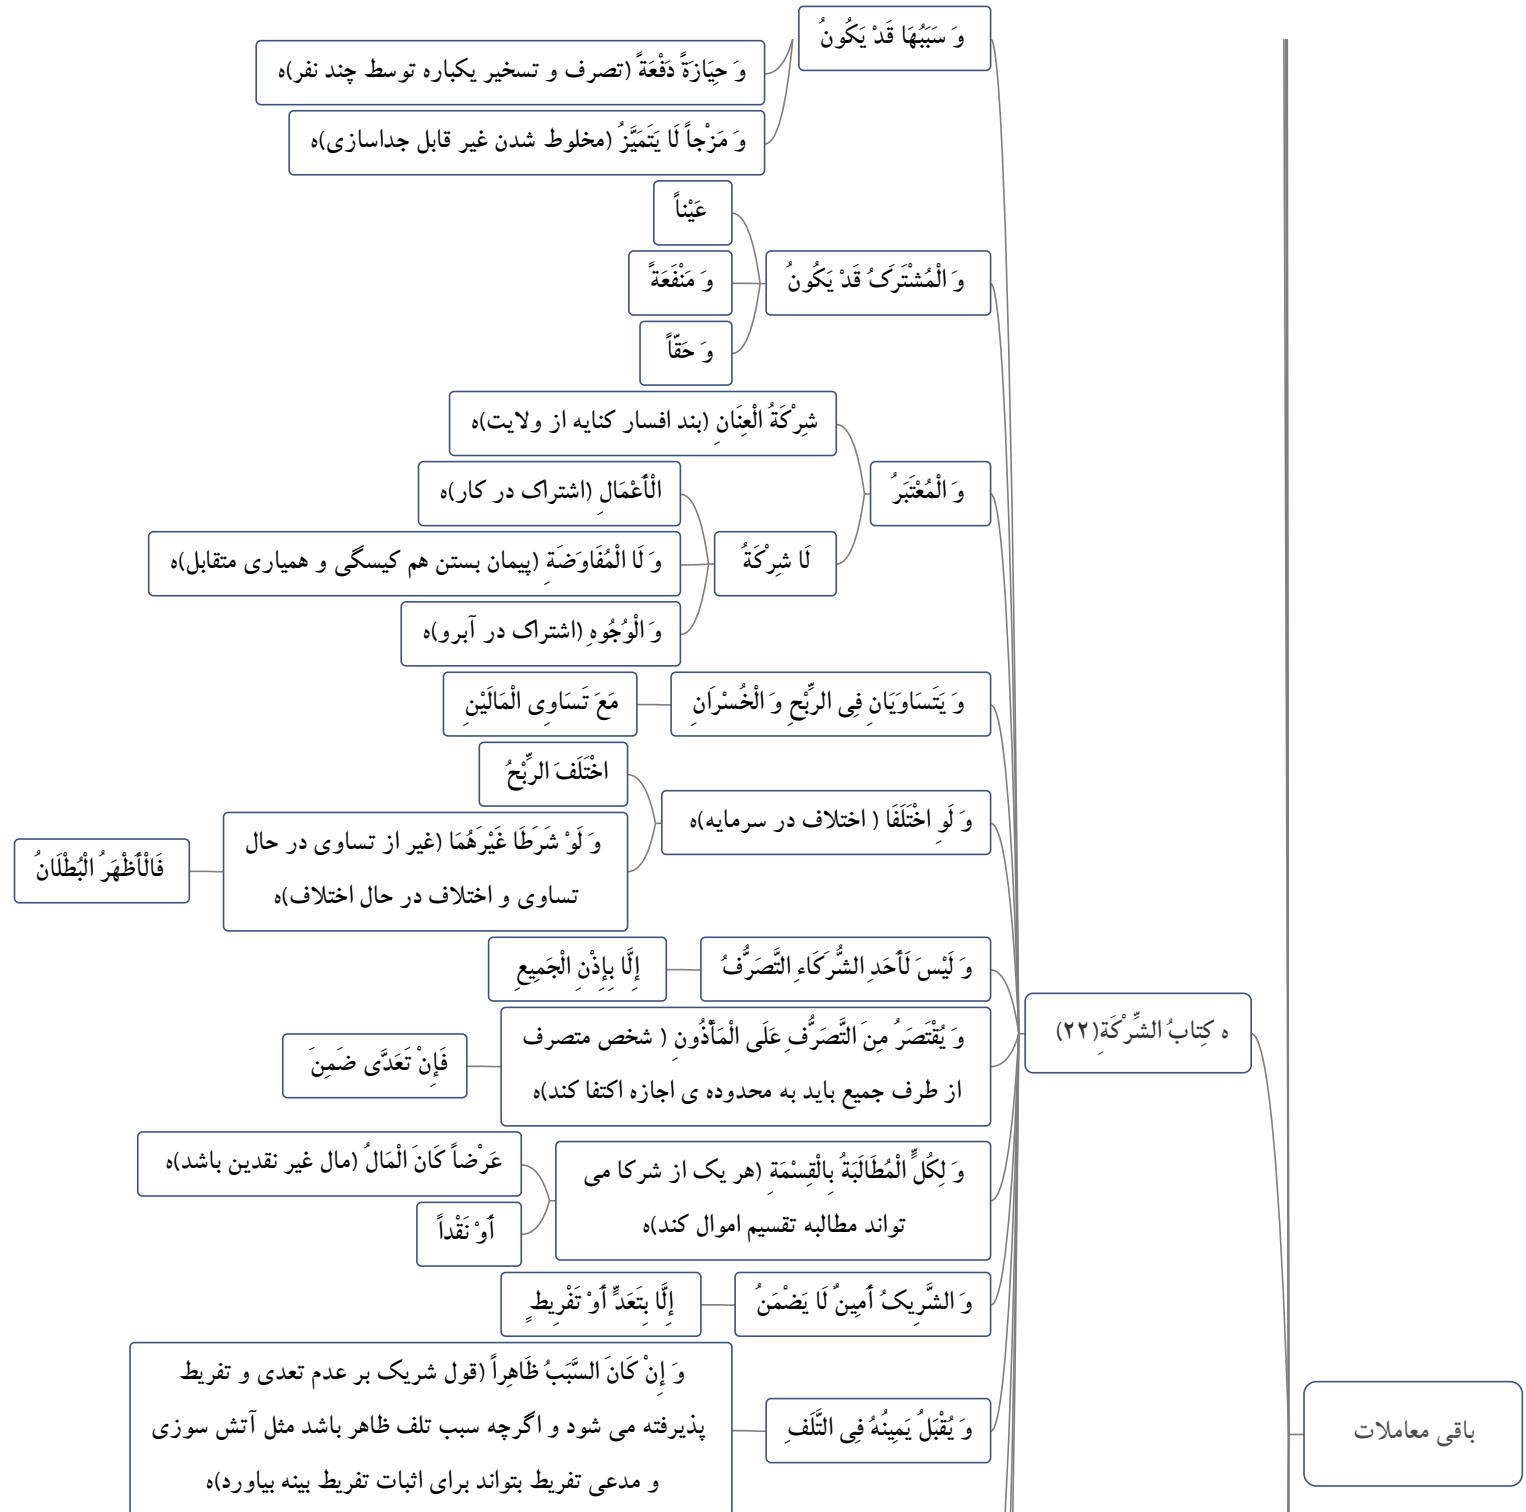 باقی معاملات
ه کِتابُ الشِّرْکَةِ(۲۲)
وَ سَبَبُهَا قَدْ یَکُونُ
وَ حِیَازَةً دَفْعَةً (تصرف و تسخیر یکباره توسط چند نفر)ه
وَ مَزْجاً لَا یَتَمَیَّزُ (مخلوط شدن غیر قابل جداسازی)ه
وَ الْمُشْتَرَکُ قَدْ یَکُونُ
عَیْناً
وَ مَنْفَعَةً
وَ حَقّاً
وَ الْمُعْتَبَرُ
شِرْکَةُ الْعِنَانِ (بند افسار کنایه از ولایت)ه
لَا شِرْکَةُ
الْأَعْمَالِ (اشتراک در کار)ه
وَ لَا الْمُفَاوَضَةِ (پیمان بستن هم کیسگی و همیاری متقابل)ه
وَ الْوُجُوهِ (اشتراک در آبرو)ه
وَ یَتَسَاوَیَانِ فِی الرِّبْحِ وَ الْخُسْرَانِ
مَعَ تَسَاوِی الْمَالَیْنِ
وَ لَوِ اخْتَلَفَا ( اختلاف در سرمایه)ه
اخْتَلَفَ الرِّبْحُ
وَ لَوْ شَرَطَا غَیْرَهُمَا (غیر از تساوی در حال
تساوی و اختلاف در حال اختلاف)ه
فَالْأَظْهَرُ الْبُطْلَانُ
وَ لَیْسَ لَأَحَدِ الشُّرَکَاءِ التَّصَرُّفُ
إِلَّا بِإِذْنِ الْجَمِیعِ
وَ یُقْتَصَرُ مِنَ التَّصَرُّفِ عَلَی الْمَأْذُونِ ( شخص متصرف
از طرف جمیع باید به محدوده ی اجازه اکتفا کند)ه
فَإِنْ تَعَدَّی ضَمِنَ
وَ لِکُلٍّ الْمُطَالَبَةُ بِالْقِسْمَةِ (هر یک از شرکا می
تواند مطالبه تقسیم اموال کند)ه
عَرْضاً کَانَ الْمَالُ (مال غیر نقدین باشد)ه
أَوْ نَقْداً
وَ الشَّرِیکُ أَمِینٌ لَا یَضْمَنُ
إِلَّا بِتَعَدٍّ أَوْ تَفْرِیطٍ
وَ یُقْبَلُ یَمِینُهُ فِی التَّلَفِ
وَ إِنْ کَانَ السَّبَبُ ظَاهِراً (قول شریک بر عدم تعدی و تفریط
پذیرفته می شود و اگرچه سبب تلف ظاهر باشد مثل آتش سوزی
و مدعی تفریط بتواند برای اثبات تفریط بینه بیاورد)ه